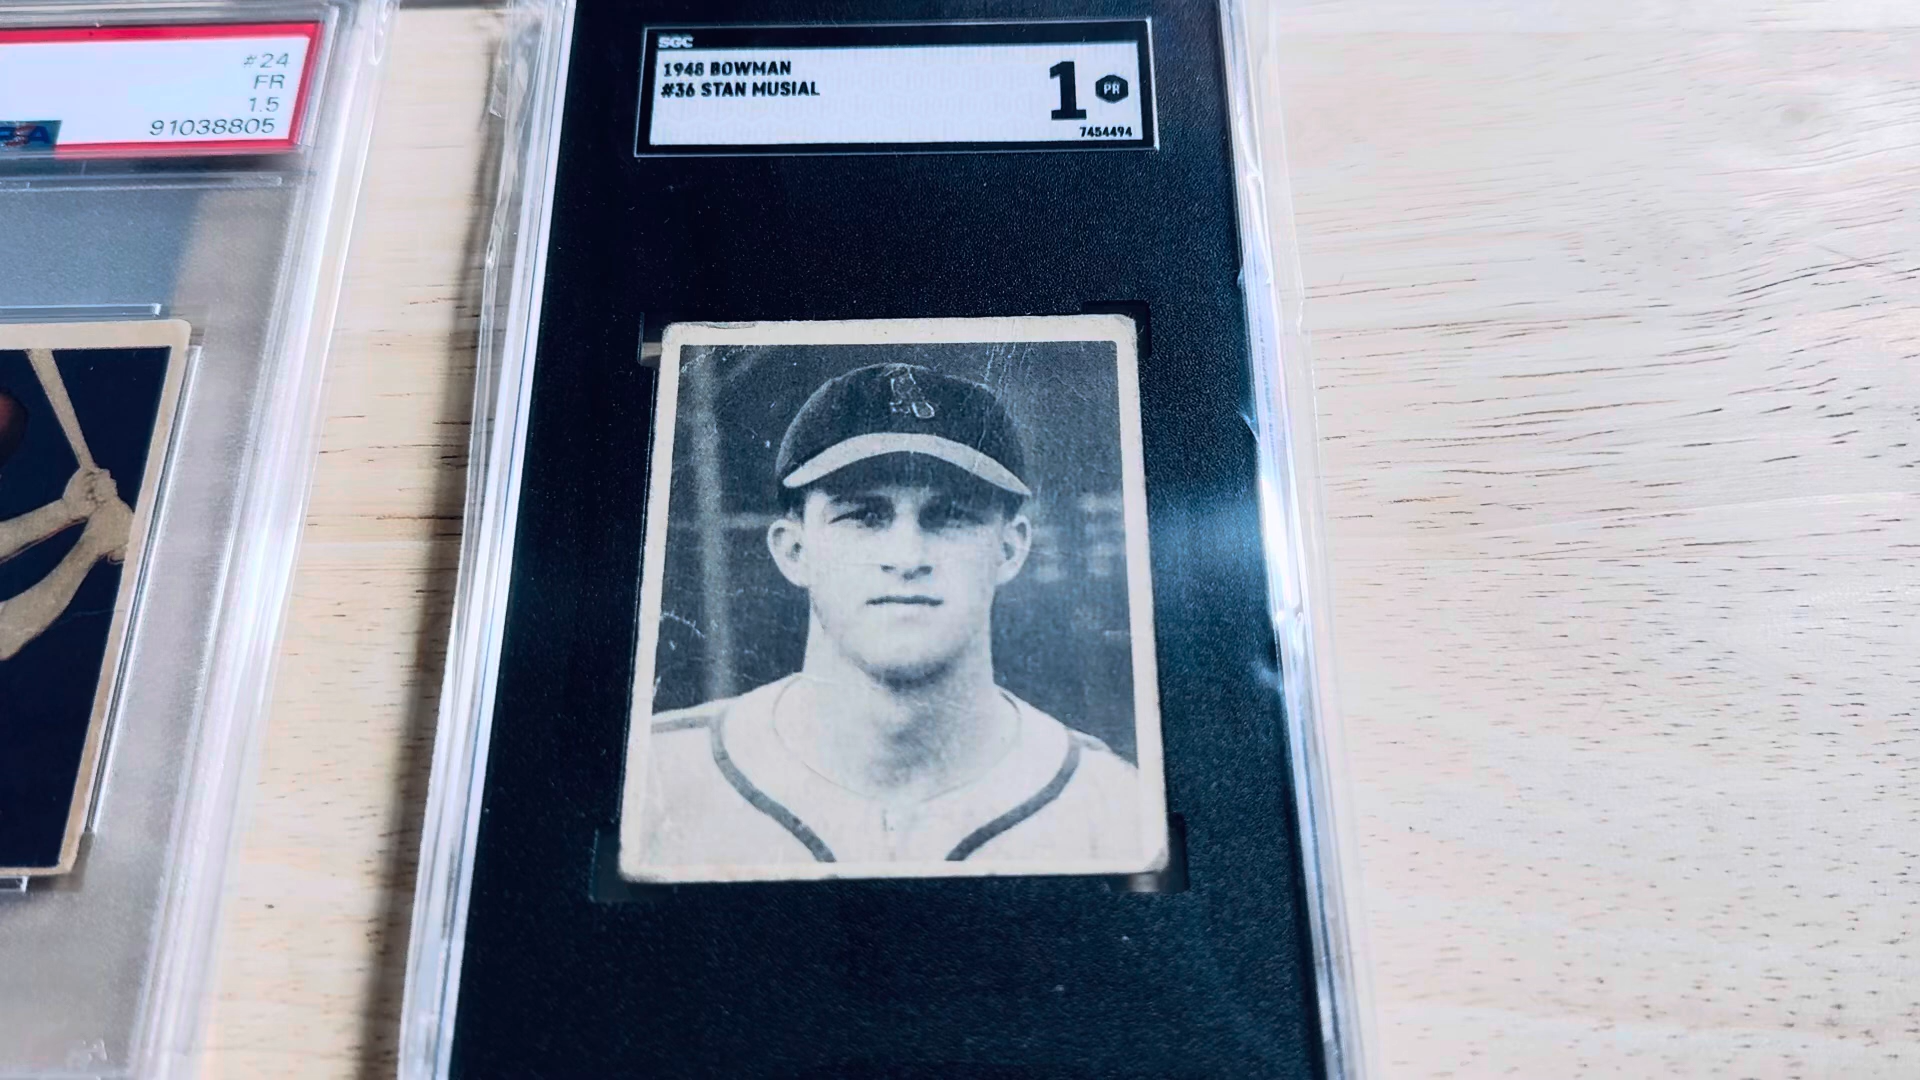 #24
FR
1.5
91038805
SGC
1948 BOWMAN
#36 STAN MUSIAL
1 PR
7454494